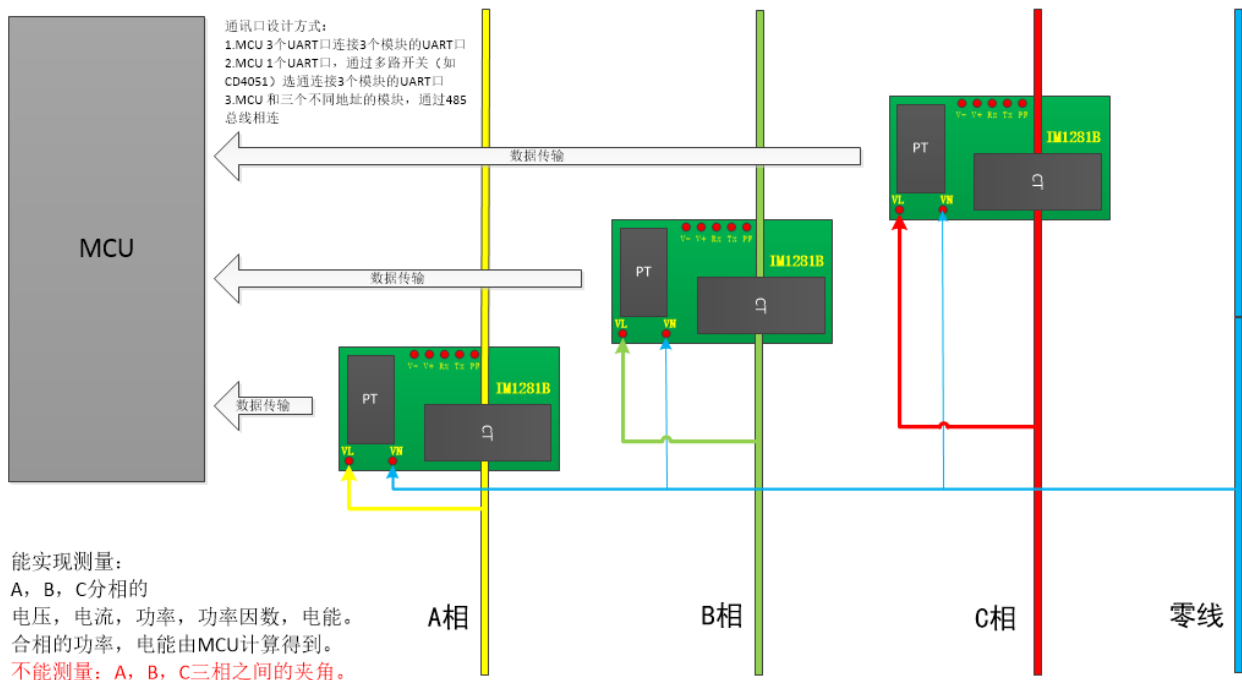 通讯口设计方式：
1.MCU 3个UART口连接3个模块的UART口
2.MCU 1个UART口，通过多路开关（如
CD4051）选通连接3个模块的UART口
3.MCU 和三个不同地址的模块，通过485
总线相连
MCU
数据传输
V- V+ Rx Tx PF
PT
IM1281B
CT
VL
VN
数据传输
V- V+ Rx Tx PF
PT
IM1281B
CT
VL
VN
数据传输
V- V+ Rx Tx PF
PT
IM1281B
CT
VL
VN
能实现测量：
A，B，C分相的
电压，电流，功率，功率因数，电能。
合相的功率，电能由MCU计算得到。
不能测量：A，B，C三相之间的夹角。
A相
B相
C相
零线